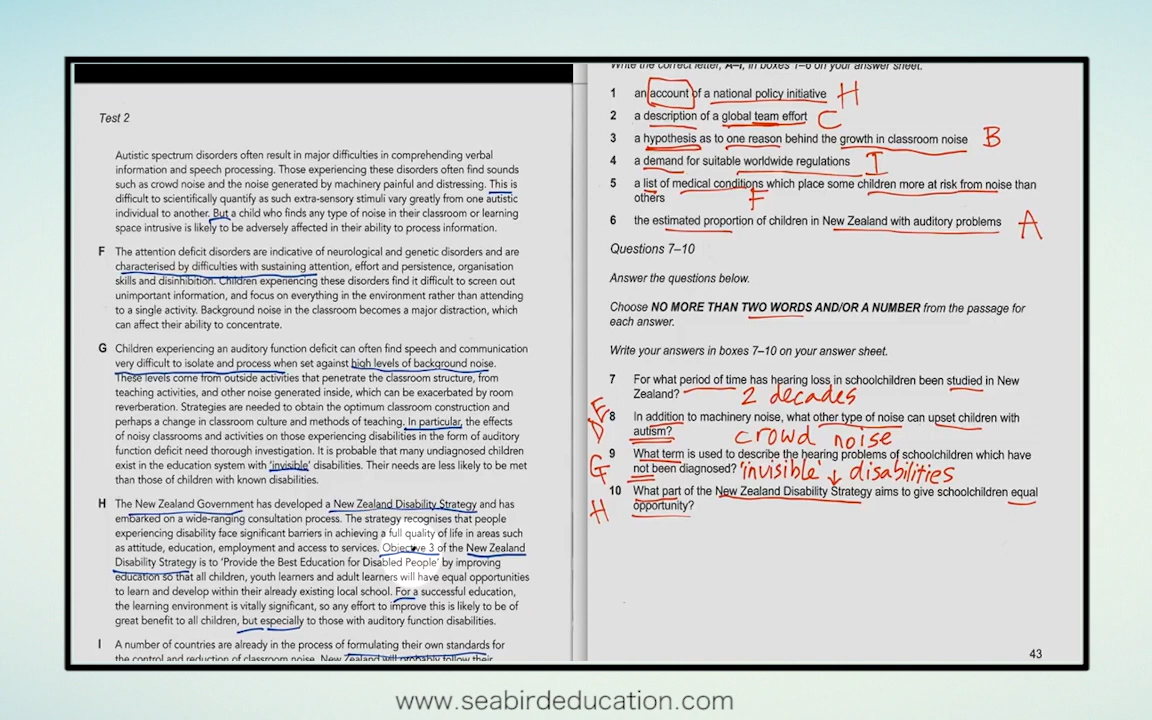 Test 2
Autistic spectrum disorders often result in major difficulties in comprehending verbal
information and speech processing. Those experiencing these disorders often find sounds
such as crowd noise and the noise generated by machinery painful and distressing. This is
difficult to scientifically quantify as such extra-sensory stimuli vary greatly from one autistic
individual to another. But a child who finds any type of noise in their classroom or learning
space intrusive is likely to be adversely affected in their ability to process information.
F The attention deficit disorders are indicative of neurological and genetic disorders and are
characterised by difficulties with sustaining attention, effort and persistence, organisation
skills and disinhibition. Children experiencing these disorders find it difficult to screen out
unimportant information, and focus on everything in the environment rather than attending
to a single activity. Background noise in the classroom becomes a major distraction, which
can affect their ability to concentrate.
G Children experiencing an auditory function deficit can often find speech and communication
very difficult to isolate and process when set against high levels of background noise.
These levels come from outside activities that penetrate the classroom structure, from
teaching activities, and other noise generated inside, which can be exacerbated by room
reverberation. Strategies are needed to obtain the optimum classroom construction and
perhaps a change in classroom culture and methods of teaching. In particular, the effects
of noisy classrooms and activities on those experiencing disabilities in the form of auditory
function deficit need thorough investigation. It is probable that many undiagnosed children
exist in the education system with 'invisible' disabilities. Their needs are less likely to be met
than those of children with known disabilities.
H The New Zealand Government has developed a New Zealand Disability Strategy and has
embarked on a wide-ranging consultation process. The strategy recognises that people
experiencing disability face significant barriers in achieving a full quality of life in areas such
as attitude, education, employment and access to services. Objective 3 of the New Zealand
Disability Strategy is to 'Provide the Best Education for Disabled People' by improving
education so that all children, youth learners and adult learners will have equal opportunities
to learn and develop within their already existing local school. For a successful education,
the learning environment is vitally significant, so any effort to improve this is likely to be of
great benefit to all children, but especially to those with auditory function deficits.
I A number of countries are already in the process of formulating their own standards for
the control and reduction of classroom noise. New Zealand will probably follow their
Write the correct letter, A–I, in boxes 1–6 on your answer sheet.
1 an account of a national policy initiative H
2 a description of a global team effort C
3 a hypothesis as to one reason behind the growth in classroom noise B
4 a demand for suitable worldwide regulations I
5 a list of medical conditions which place some children more at risk from noise than
others F
6 the estimated proportion of children in New Zealand with auditory problems A
Questions 7–10
Answer the questions below.
Choose NO MORE THAN TWO WORDS AND/OR A NUMBER from the passage for
each answer.
Write your answers in boxes 7–10 on your answer sheet.
7 For what period of time has hearing loss in schoolchildren been studied in New
Zealand? 2 decades
E
8 In addition to machinery noise, what other type of noise can upset children with
D autism? crowd noise
9 What term is used to describe the hearing problems of schoolchildren which have
G not been diagnosed? 'invisible' ↓ disabilities
10 What part of the New Zealand Disability Strategy aims to give schoolchildren equal
H opportunity?
43
www.seabirdeducation.com